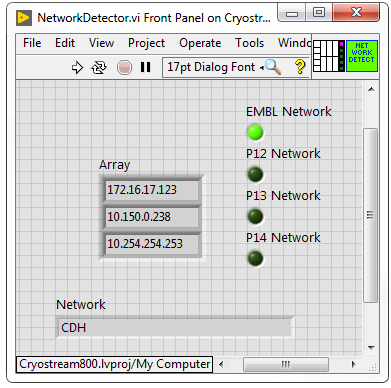 NetworkDetector.vi Front Panel on Cryostr...
File Edit View Project Operate Tools Windo
17pt Dialog Font
NET
WORK
DETECT
EMBL Network
P12 Network
Array
172.16.17.123
P13 Network
10.150.0.238
P14 Network
10.254.254.253
Network
CDH
Cryostream800.lvproj/My Computer